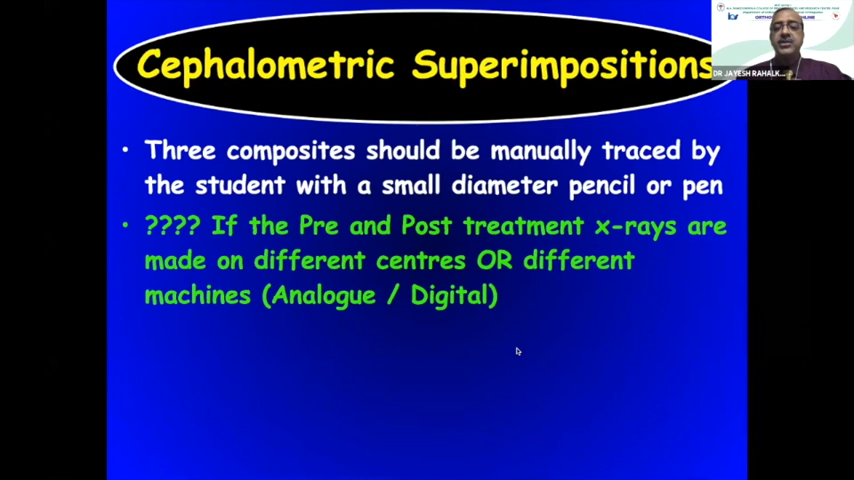 Cephalometric Superimpositions
DR JAYESH RAHALK...
• Three composites should be manually traced by
the student with a small diameter pencil or pen
• ???? If the Pre and Post treatment x-rays are
made on different centres OR different
machines (Analogue / Digital)